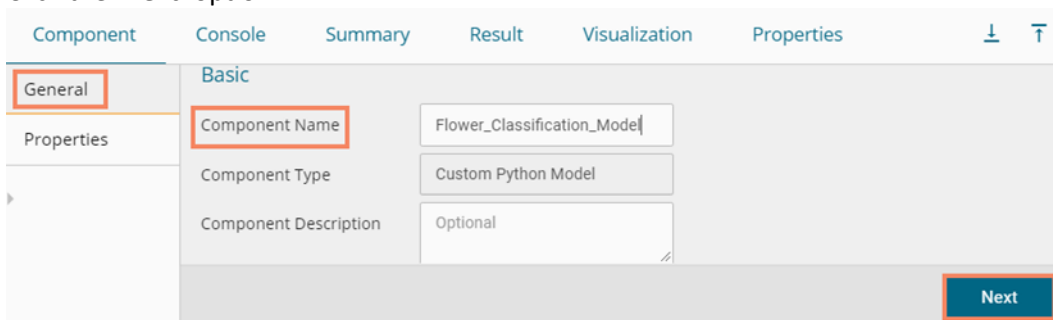 Component Console Summary Result Visualization Properties
General
Properties
Basic
Component Name Flower_Classification_Model
Component Type Custom Python Model
Component Description Optional
Next